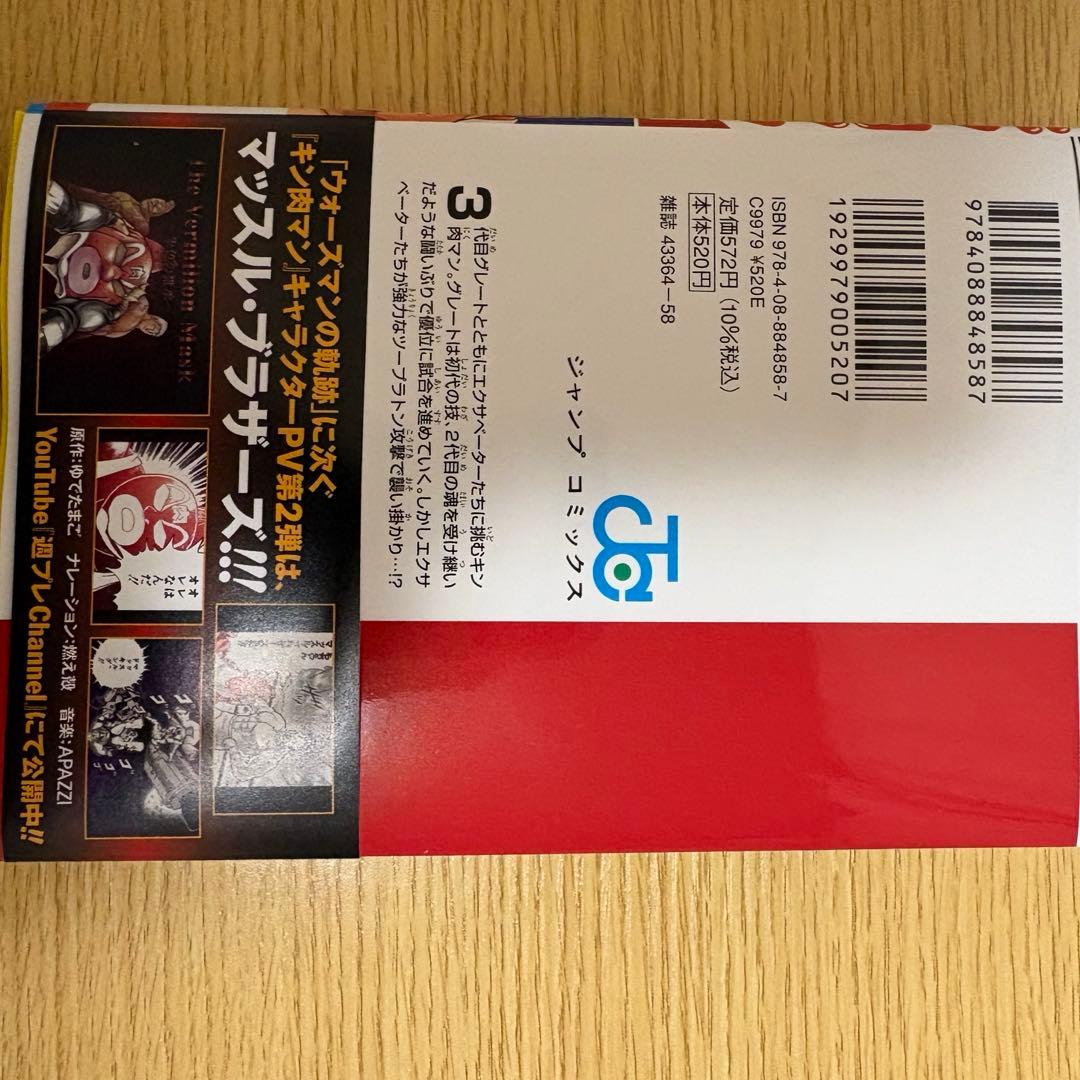 9784088848587
1929979005207
ISBN978-4-08-884858-7
C9979 ¥520E
定価572円(10%税込)
本体520円
雑誌 43364-58
ジャンプ コミックス
3代目グレートとともにエクサベーターたちに挑むキン
肉マン。グレートは初代の技、2代目の魂を受け継い
だような闘いぶりで優位に試合を進めていく。しかしエクサ
ベーターたちが強力なツープラトン攻撃で襲い掛かり…!?
「ウォーズマンの軌跡」に次ぐ
『キン肉マン』キャラクターPV第2弾は、
マッスル・ブラザーズ!!!
The Vermilion Mask
オレは
オレなんだ!!
原作:ゆでたまご ナレーション:燃え殻 音楽:APAZZI
YouTube『週プレChannel』にて公開中!!